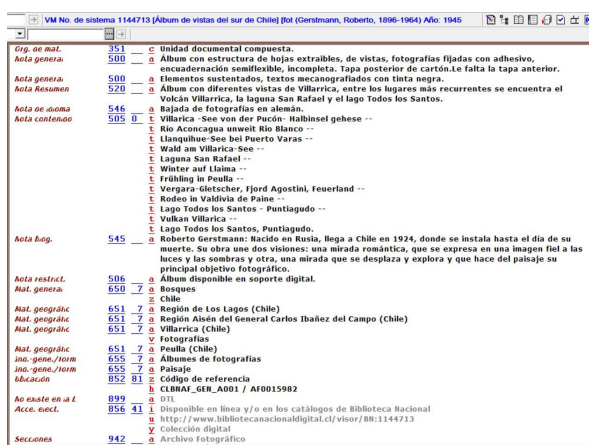 VM No. de sistema 1144713 [Álbum de vistas del sur de Chile] [fot (Gerstmann, Roberto, 1896-1964) Año: 1945
Org. de mat. 351 c Unidad documental compuesta.
Nota general 500 a Álbum con estructura de hojas extraibles, de vistas, fotografías fijadas con adhesivo,
encuadernación semiflexible, incompleta. Tapa posterior de cartón.Le falta la tapa anterior.
Nota general 500 a Elementos sustentados, textos mecanografiados con tinta negra.
Nota Resumen 520 a Álbum con diferentes vistas de Villarrica, entre los lugares más recurrentes se encuentra el
Volcán Villarrica, la laguna San Rafael y el lago Todos los Santos.
Nota de idioma 546 a Bajada de fotografías en alemán.
Nota contenido 505 0 t Villarica -See von der Pucón- Halbinsel gehese --
t Río Aconcagua unweit Rio Blanco --
t Llanquihue-See bei Puerto Varas --
t Wald am Villarica-See --
t Laguna San Rafael --
t Winter auf Llaima --
t Frühling in Peulla --
t Vergara-Gletscher, Fjord Agostini, Feuerland --
t Rodeo in Valdivia de Paine --
t Lago Todos los Santos - Puntiagudo --
t Vulkan Villarica --
t Lago Todos los Santos, Puntiagudo.
Nota biog. 545 a Roberto Gerstmann: Nacido en Rusia, llega a Chile en 1924, donde se instala hasta el día de su
muerte. Su obra une dos visiones: una mirada romántica, que se expresa en una imagen fiel a las
luces y las sombras y otra, una mirada que se desplaza y explora y que hace del paisaje su
principal objetivo fotográfico.
Nota restrict. 506 a Álbum disponible en soporte digital.
Mat. general 650 7 a Bosques
z Chile
Mat. geográfic 651 7 a Región de Los Lagos (Chile)
Mat. geográfic 651 7 a Región Aisén del General Carlos Ibañez del Campo (Chile)
Mat. geográfic 651 7 a Villarrica (Chile)
v Fotografías
Mat. geográfic 651 7 a Peulla (Chile)
Ind.-gene./form 655 7 a Álbumes de fotografías
Ind.-gene./form 655 7 a Paisaje
Ubicación 852 81 z Código de referencia
h CLBNAF_GEN_A001 / AF0015982
No existe en la L 899 a DTL
Acce. elect. 856 41 i Disponible en línea y/o en los catálogos de Biblioteca Nacional
u http://www.bibliotecanacionaldigital.cl/visor/BN:1144713
y Colección digital
Secciones 942 a Archivo Fotográfico